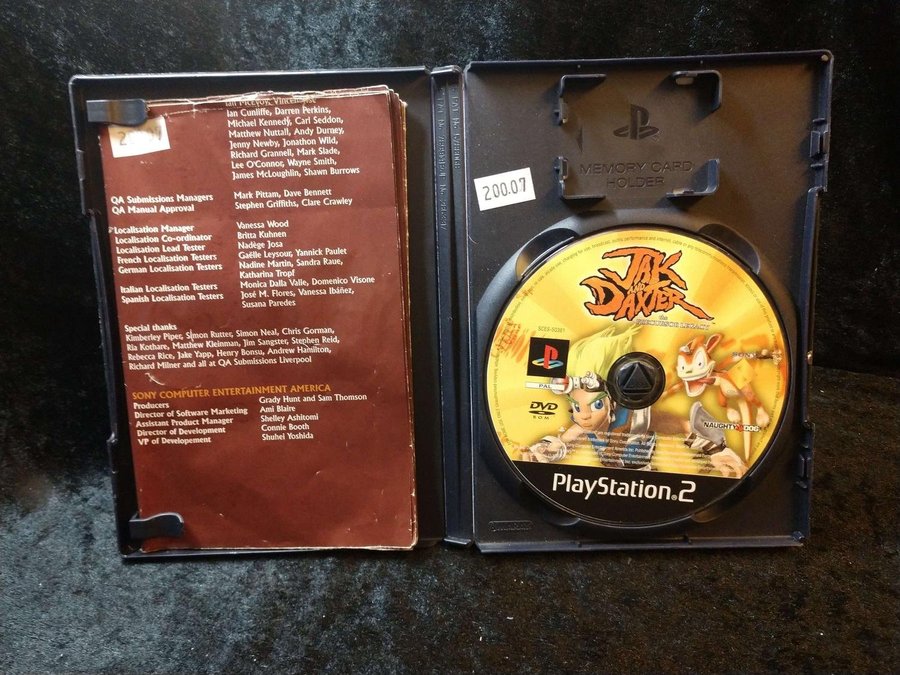 Ian Cunliffe, Darren Perkins,
Michael Kennedy, Carl Seddon,
Matthew Nuttall, Andy Durney,
Jenny Newby, Jonathon Wild,
Richard Grannell, Mark Slade,
Lee O'Connor, Wayne Smith,
James McLoughlin, Shawn Burrows
QA Submissions Managers Mark Pittam, Dave Bennett
QA Manual Approval Stephen Griffiths, Clare Crawley
Localisation Manager Vanessa Wood
Localisation Co-ordinator Britta Kuhnen
Localisation Lead Tester Nadège Josa
French Localisation Testers Gaëlle Leysour, Yannick Paulet
German Localisation Testers Nadine Martin, Sandra Raue,
Katharina Tropf
Italian Localisation Testers Monica Dalla Valle, Domenico Visone
Spanish Localisation Testers José M. Flores, Vanessa Ibáñez,
Susana Paredes
Special thanks
Kimberley Piper, Simon Rutter, Simon Neal, Chris Gorman,
Ria Kothare, Matthew Kleinman, Jim Sangster, Stephen Reid,
Rebecca Rice, Jake Yapp, Henry Bonsu, Andrew Hamilton,
Richard Milner and all at QA Submissions Liverpool
SONY COMPUTER ENTERTAINMENT AMERICA
Producers Grady Hunt and Sam Thomson
Director of Software Marketing Ami Blaire
Assistant Product Manager Shelley Ashitomi
Director of Development Connie Booth
VP of Developement Shuhei Yoshida
200.07
MEMORY CARD
HOLDER
200.07
JAK
AND
DAXTER
the
PRECURSOR LEGACY
SCES-50361
PAL
SONY
DVD
ROM
NAUGHTY DOG
PlayStation®2